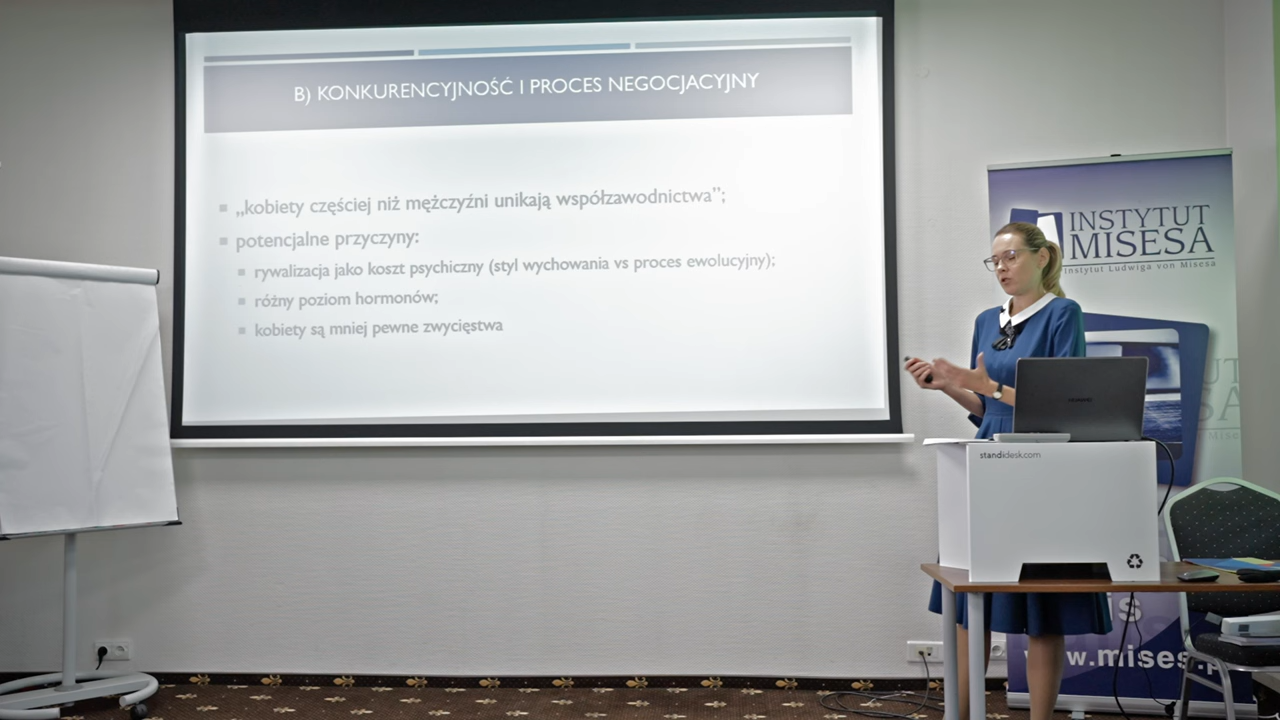 B) KONKURENCYJNOŚĆ I PROCES NEGOCJACYJNY
„kobiety częściej niż mężczyźni unikają współzawodnictwa”;
potencjalne przyczyny:
rywalizacja jako koszt psychiczny (styl wychowania vs proces ewolucyjny);
różny poziom hormonów;
kobiety są mniej pewne zwycięstwa
INSTYTUT
MISESA
Instytut Ludwiga von Misesa
HUAWEI
standidesk.com
www.mises.p